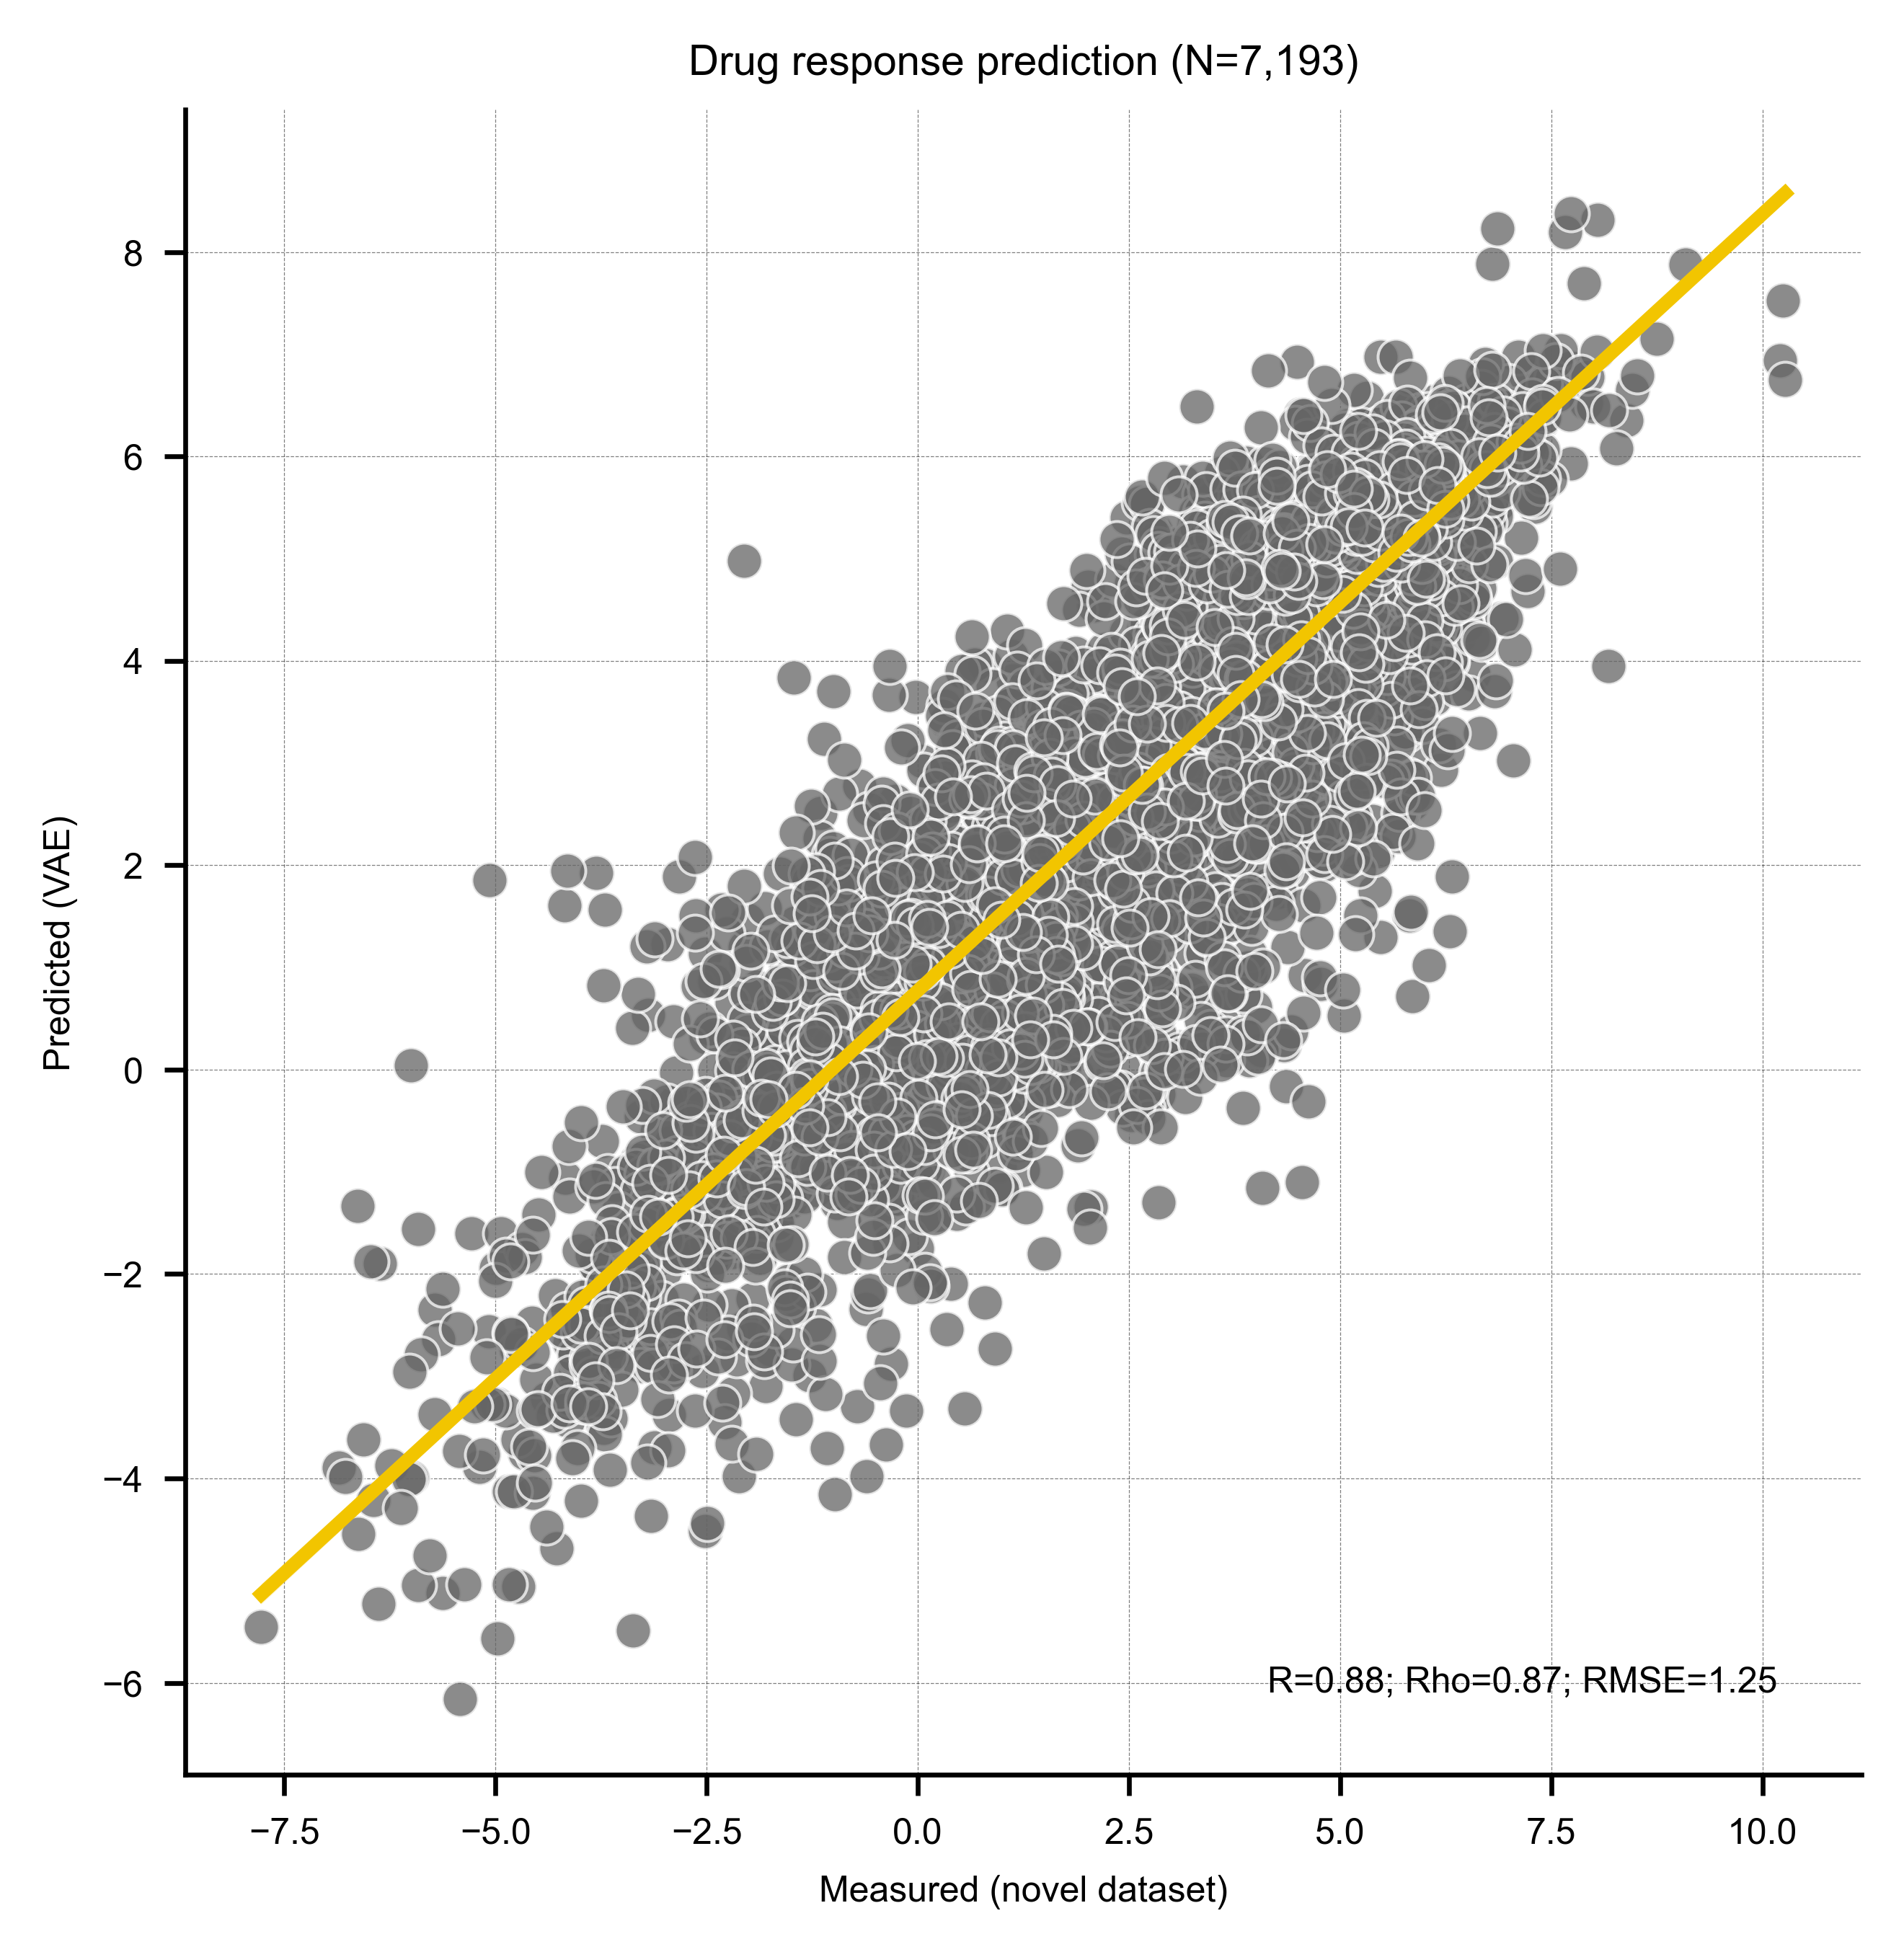 Drug response prediction (N=7,193)
8
6
4
2
0
−2
−4
−6
Predicted (VAE)
R=0.88; Rho=0.87; RMSE=1.25
−7.5 −5.0 −2.5 0.0 2.5 5.0 7.5 10.0
Measured (novel dataset)